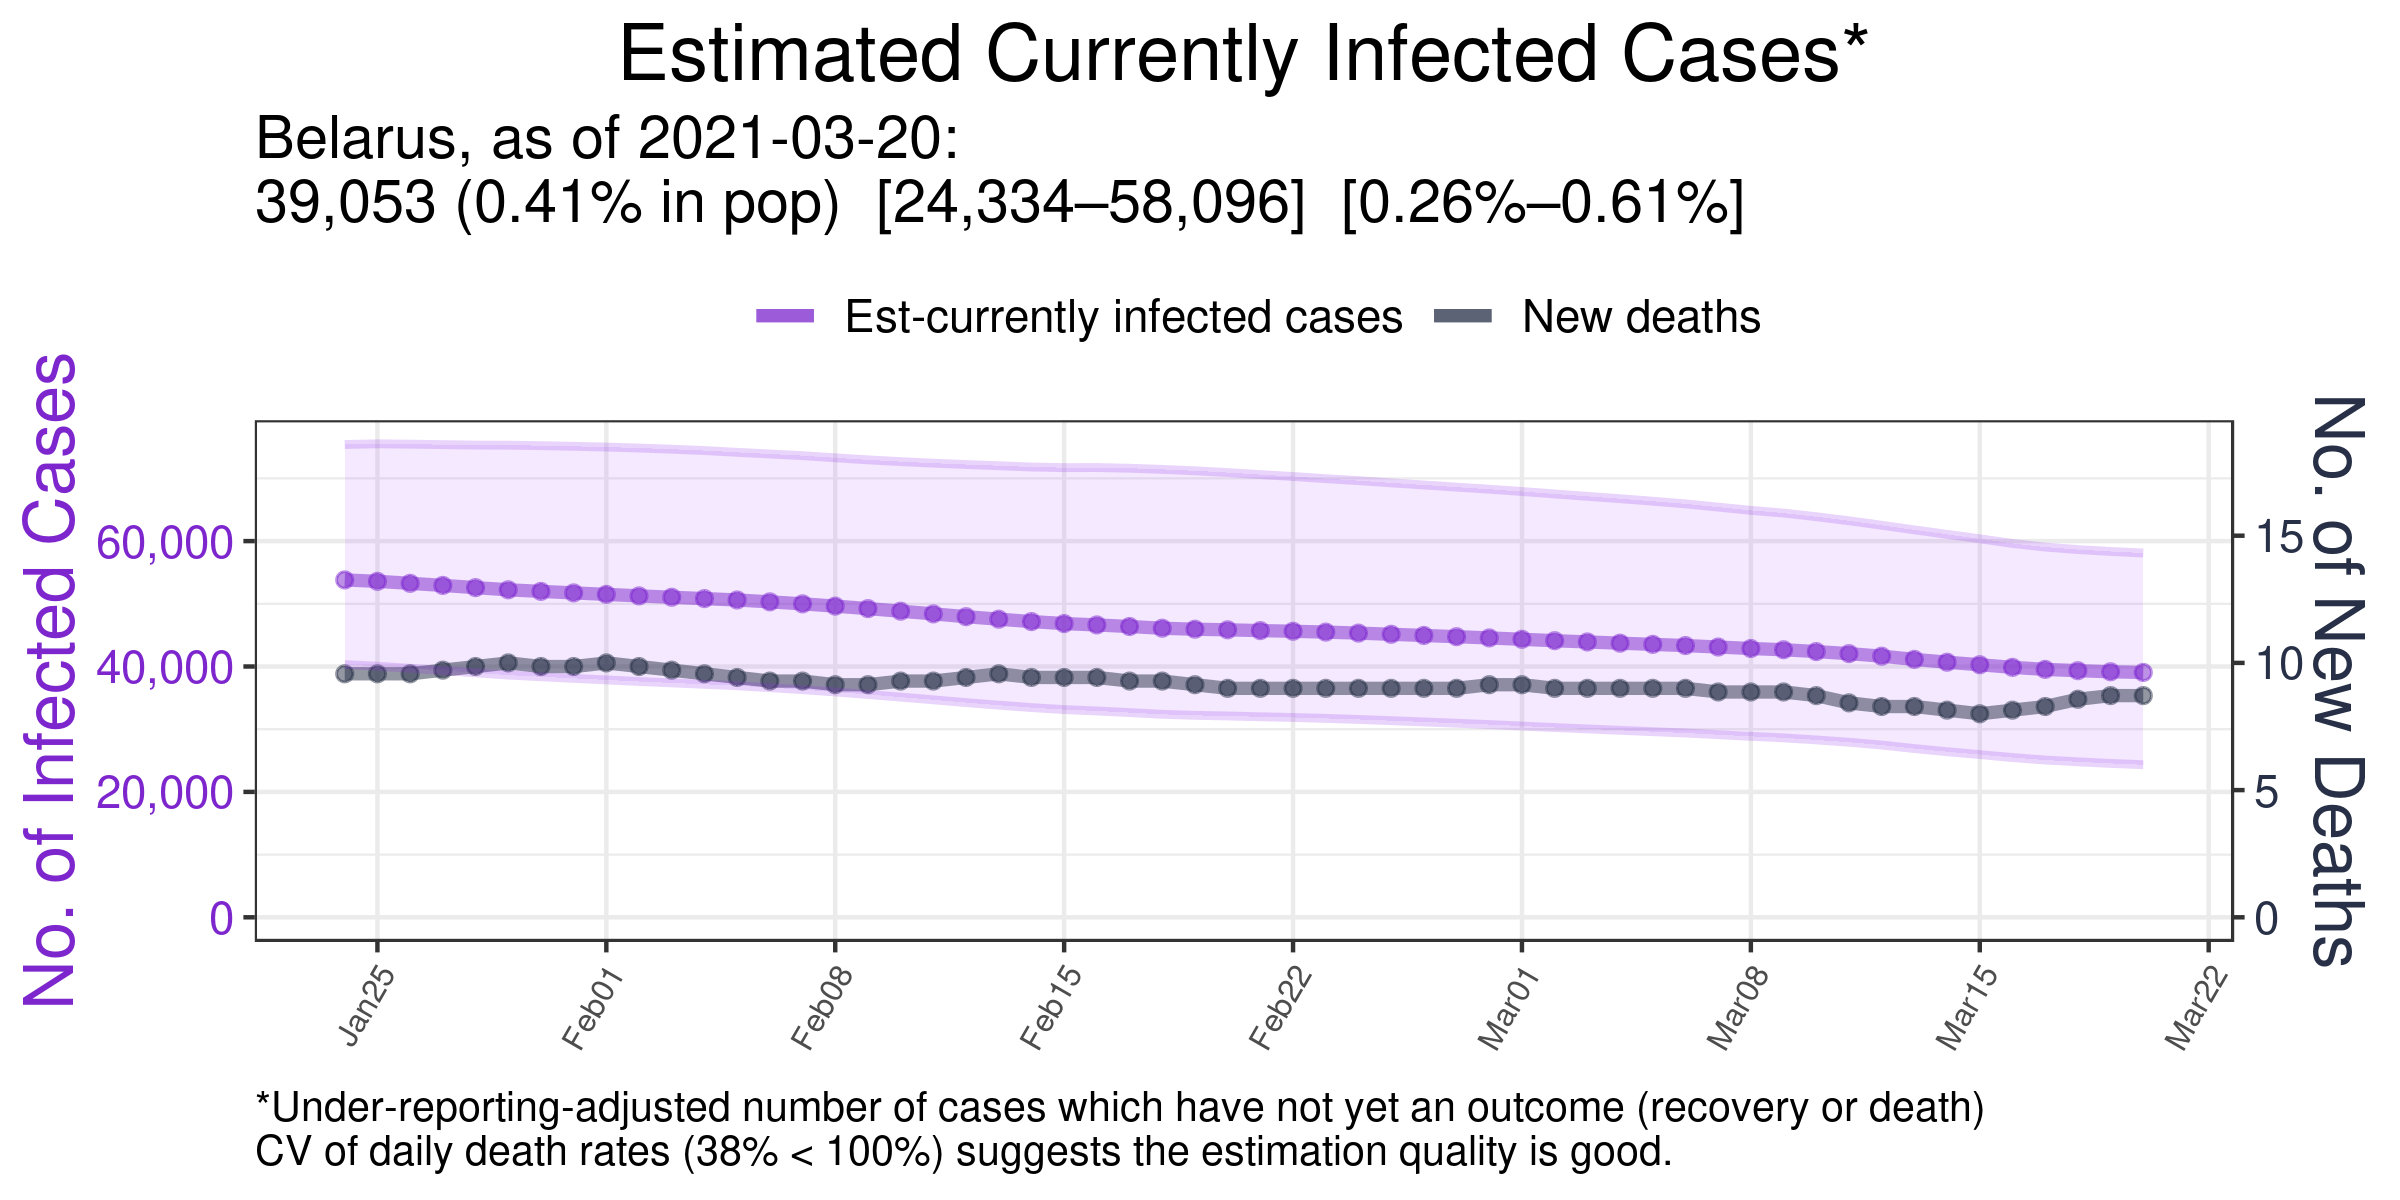 Estimated Currently Infected Cases*
Belarus, as of 2021-03-20:
39,053 (0.41% in pop)  [24,334–58,096]  [0.26%–0.61%]
Est-currently infected cases
New deaths
No. of Infected Cases
60,000
40,000
20,000
0
15
10
5
0
No. of New Deaths
Jan25
Feb01
Feb08
Feb15
Feb22
Mar01
Mar08
Mar15
Mar22
*Under-reporting-adjusted number of cases which have not yet an outcome (recovery or death)
CV of daily death rates (38% < 100%) suggests the estimation quality is good.